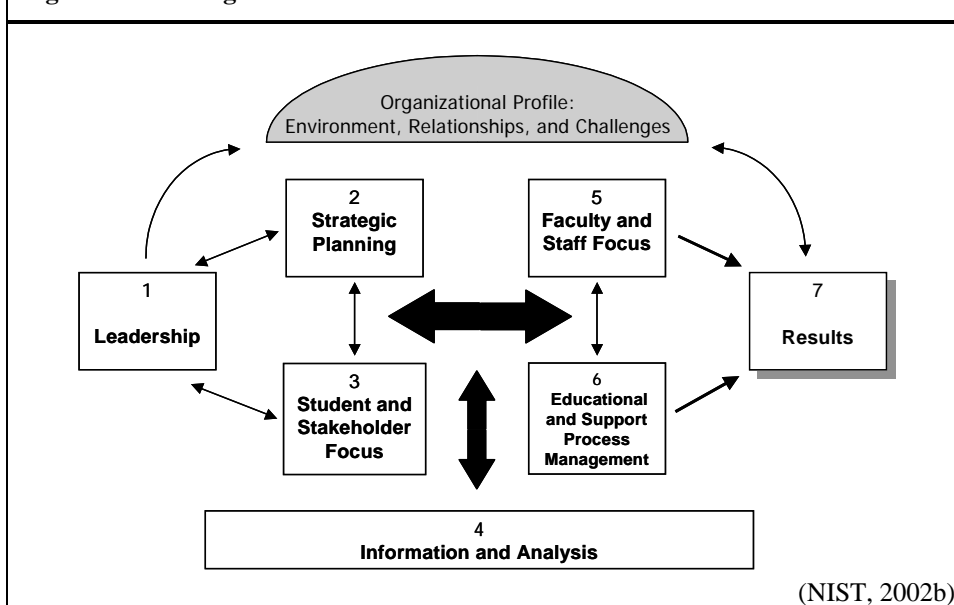 Organizational Profile:
Environment, Relationships, and Challenges
2
Strategic
Planning
5
Faculty and
Staff Focus
1
Leadership
7
Results
3
Student and
Stakeholder
Focus
6
Educational
and Support
Process
Management
4
Information and Analysis
(NIST, 2002b)